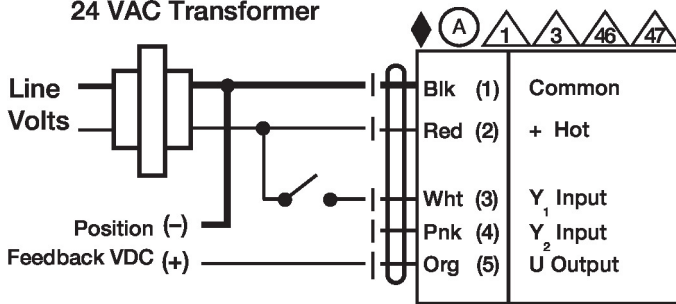 24 VAC Transformer
A 1 3 46 47
Line
Volts
Blk (1) Common
Red (2) + Hot
Wht (3) Y1 Input
Position (–)
Pnk (4) Y2 Input
Feedback VDC (+)
Org (5) U Output